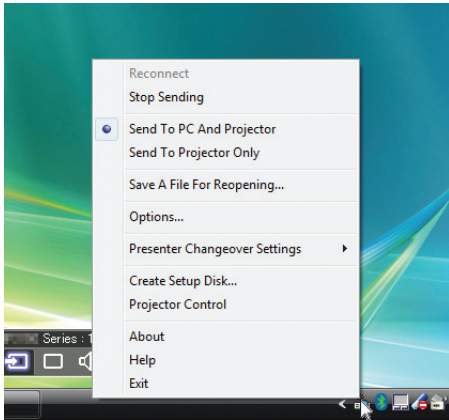 Reconnect
Stop Sending
Send To PC And Projector
Send To Projector Only
Save A File For Reopening...
Options...
Presenter Changeover Settings
Create Setup Disk...
Projector Control
About
Help
Exit
Series :